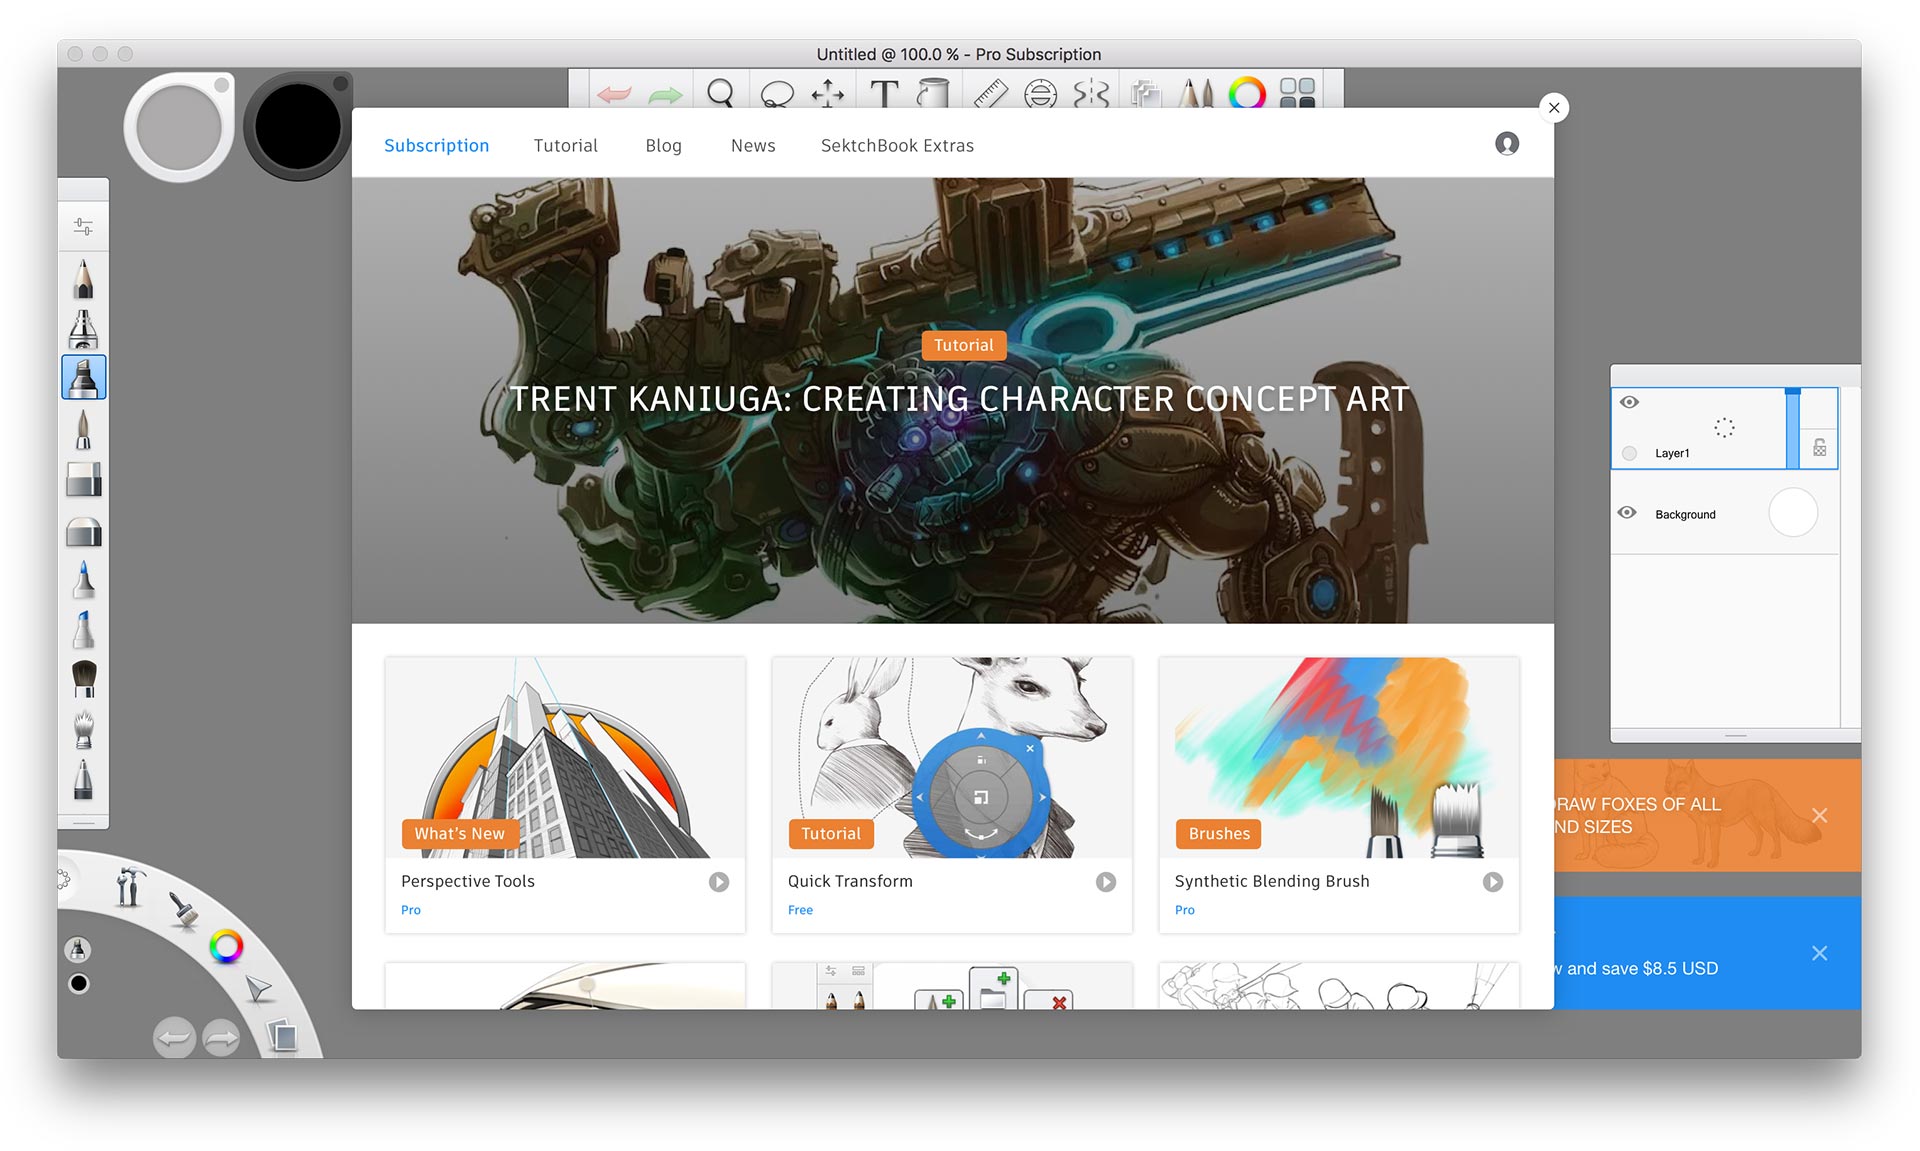 Untitled @ 100.0 % - Pro Subscription
Subscription
Tutorial
Blog
News
SektchBook Extras
Tutorial
TRENT KANIUGA: CREATING CHARACTER CONCEPT ART
Layer1
Background
What's New
Perspective Tools
Pro
Tutorial
Quick Transform
Free
Brushes
Synthetic Blending Brush
Pro
RAW FOXES OF ALL
ND SIZES
and save $8.5 USD